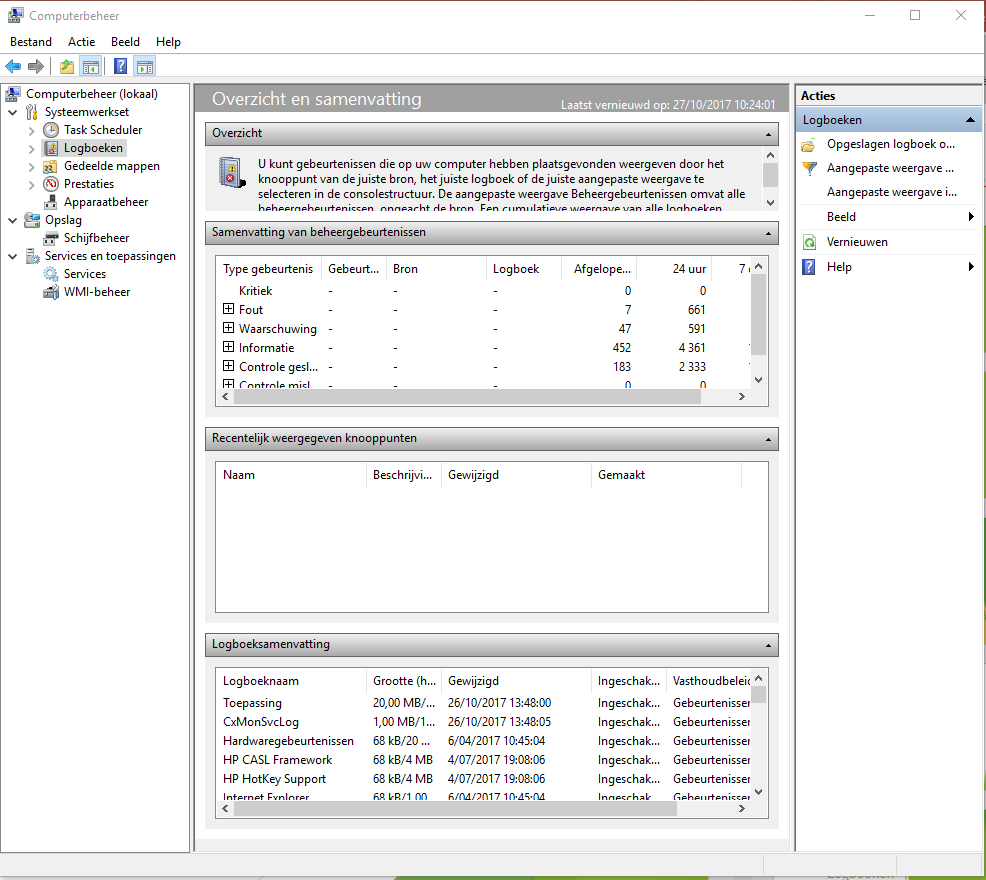 Computerbeheer
Bestand Actie Beeld Help
Computerbeheer (lokaal)
Systeemwerkset
Task Scheduler
Logboeken
Gedeelde mappen
Prestaties
Apparaatbeheer
Opslag
Schijfbeheer
Services en toepassingen
Services
WMI-beheer
Overzicht en samenvatting
Laatst vernieuwd op: 27/10/2017 10:24:01
Overzicht
U kunt gebeurtenissen die op uw computer hebben plaatsgevonden weergeven door het
knooppunt van de juiste bron, het juiste logboek of de juiste aangepaste weergave te
selecteren in de consolestructuur. De aangepaste weergave Beheergebeurtenissen omvat alle
beheergebeurtenissen, ongeacht de bron. Een cumulatieve weergave van alle logboeken
Samenvatting van beheergebeurtenissen
Type gebeurtenis Gebeurt... Bron Logboek Afgelope... 24 uur 7
Kritiek - - - 0 0
Fout - - - 7 661
Waarschuwing - - - 47 591
Informatie - - - 452 4 361
Controle gesl... - - - 183 2 333
Controle misl - - - 0 0
Recentelijk weergegeven knooppunten
Naam Beschrijvi... Gewijzigd Gemaakt
Logboeksamenvatting
Logboeknaam Grootte (h... Gewijzigd Ingeschak... Vasthoudbeleid
Toepassing 20,00 MB/... 26/10/2017 13:48:00 Ingeschak... Gebeurtenissen
CxMonSvcLog 1,00 MB/1... 26/10/2017 13:48:05 Ingeschak... Gebeurtenissen
Hardwaregebeurtenissen 68 kB/20 ... 6/04/2017 10:45:04 Ingeschak... Gebeurtenissen
HP CASL Framework 68 kB/4 MB 4/07/2017 19:08:06 Ingeschak... Gebeurtenissen
HP HotKey Support 68 kB/4 MB 4/07/2017 19:08:06 Ingeschak... Gebeurtenissen
Internet Explorer 68 kB/1,00 6/04/2017 10:45:04 Ingeschak Gebeurtenissen
Acties
Logboeken
Opgeslagen logboek o...
Aangepaste weergave ...
Aangepaste weergave i...
Beeld
Vernieuwen
Help